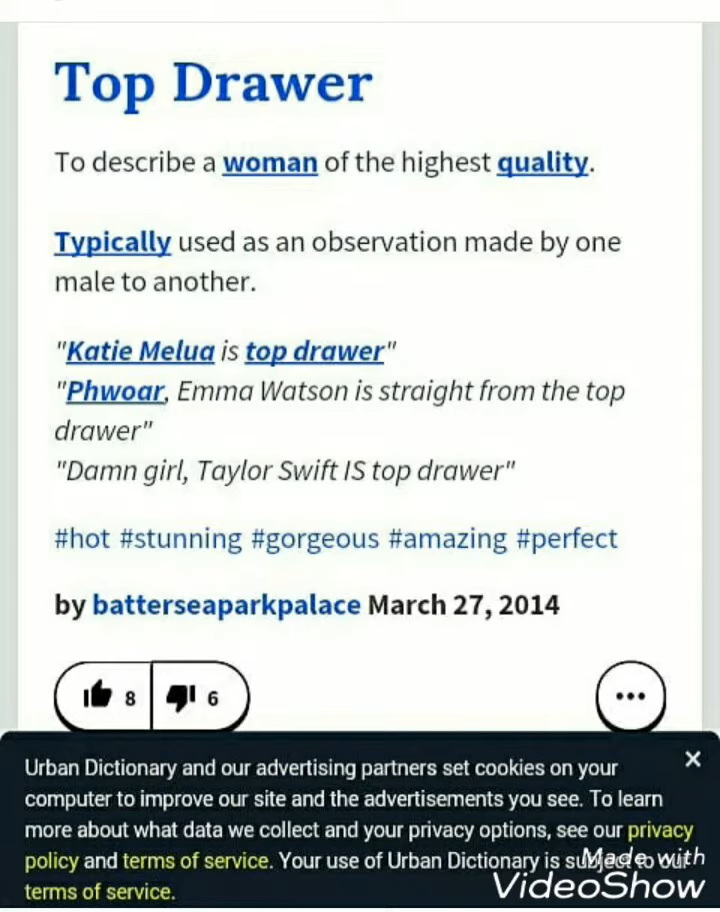 Top Drawer
To describe a woman of the highest quality.
Typically used as an observation made by one
male to another.
"Katie Melua is top drawer"
"Phwoar, Emma Watson is straight from the top
drawer"
"Damn girl, Taylor Swift IS top drawer"
#hot #stunning #gorgeous #amazing #perfect
by batterseaparkpalace March 27, 2014
8 6
Urban Dictionary and our advertising partners set cookies on your
computer to improve our site and the advertisements you see. To learn
more about what data we collect and your privacy options, see our privacy
policy and terms of service. Your use of Urban Dictionary is subject to our
terms of service.
Made with
VideoShow